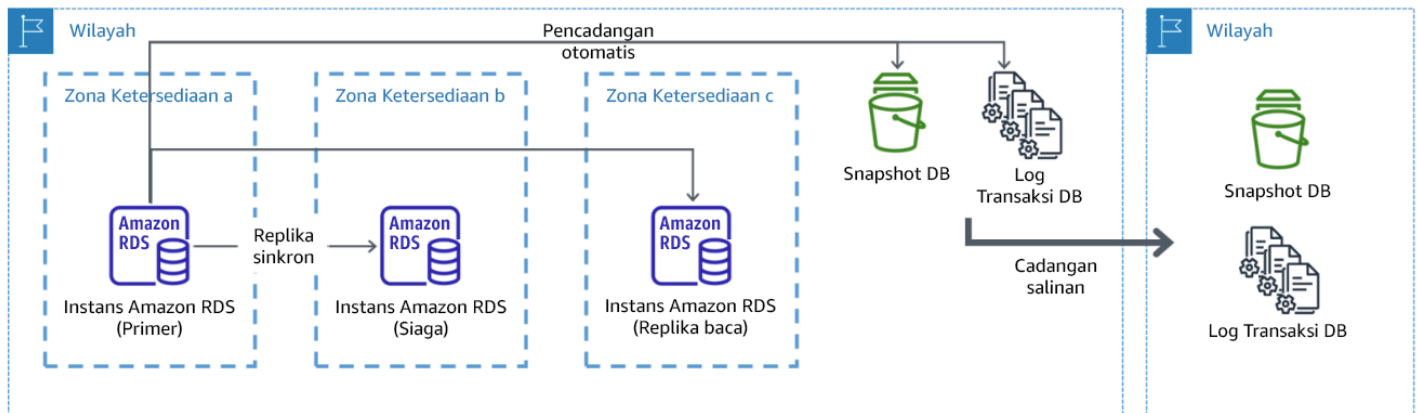 Wilayah
Pencadangan
otomatis
Wilayah
Zona Ketersediaan a
Zona Ketersediaan b
Zona Ketersediaan c
Snapshot DB
Log
Transaksi DB
Snapshot DB
Amazon
RDS
Replika
sinkron
Amazon
RDS
Amazon
RDS
Cadangan
salinan
Instans Amazon RDS
(Primer)
Instans Amazon RDS
(Siaga)
Instans Amazon RDS
(Replika baca)
Log Transaksi DB